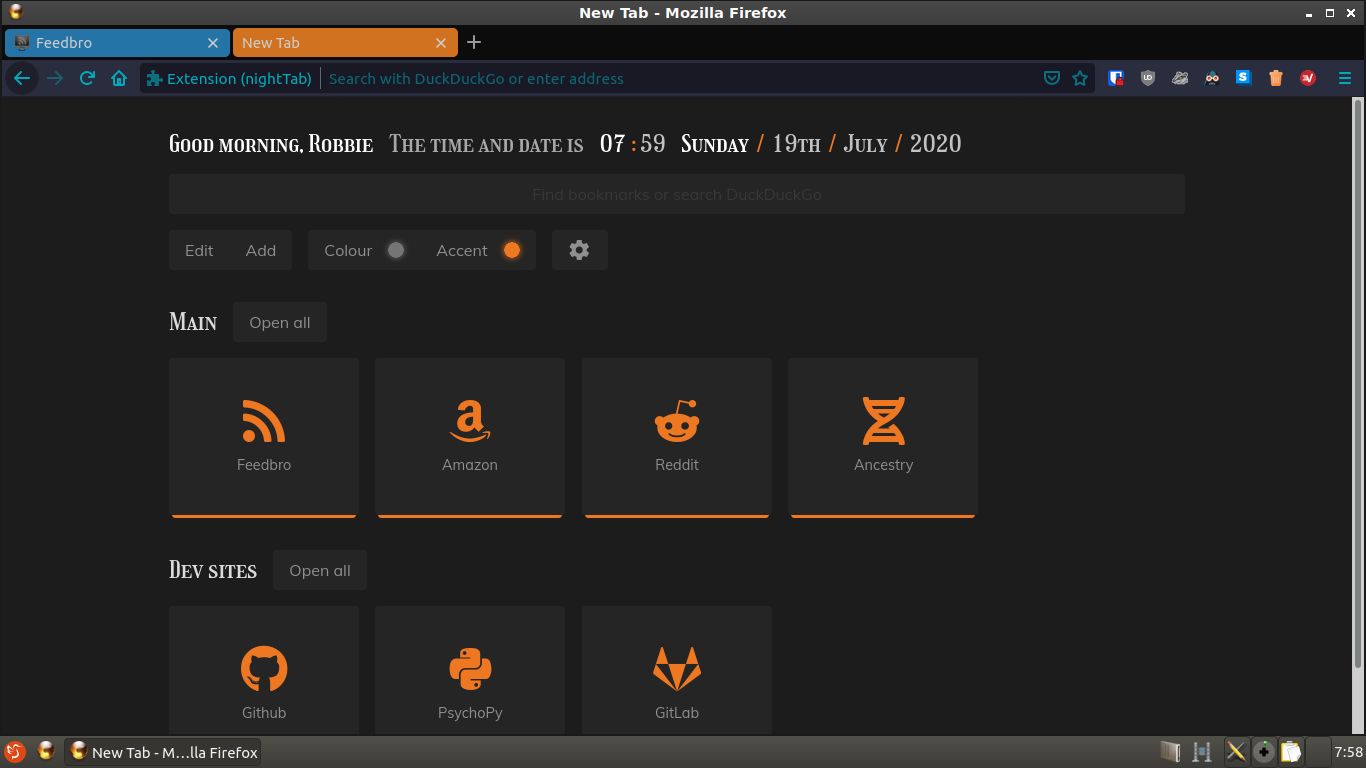 New Tab - Mozilla Firefox
Feedbro
New Tab
Extension (nightTab) Search with DuckDuckGo or enter address
Good morning, Robbie The time and date is 07 : 59 Sunday / 19th / July / 2020
Find bookmarks or search DuckDuckGo
Edit Add Colour Accent
Main Open all
Feedbro Amazon Reddit Ancestry
Dev sites Open all
Github PsychoPy GitLab
New Tab - M...lla Firefox 7:58